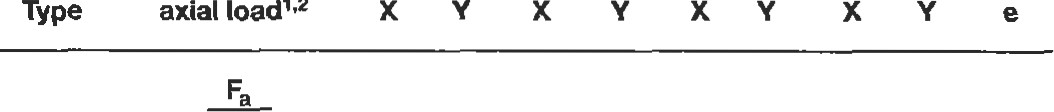 Type axial load¹,² X Y X Y X Y X Y e
Fₐ